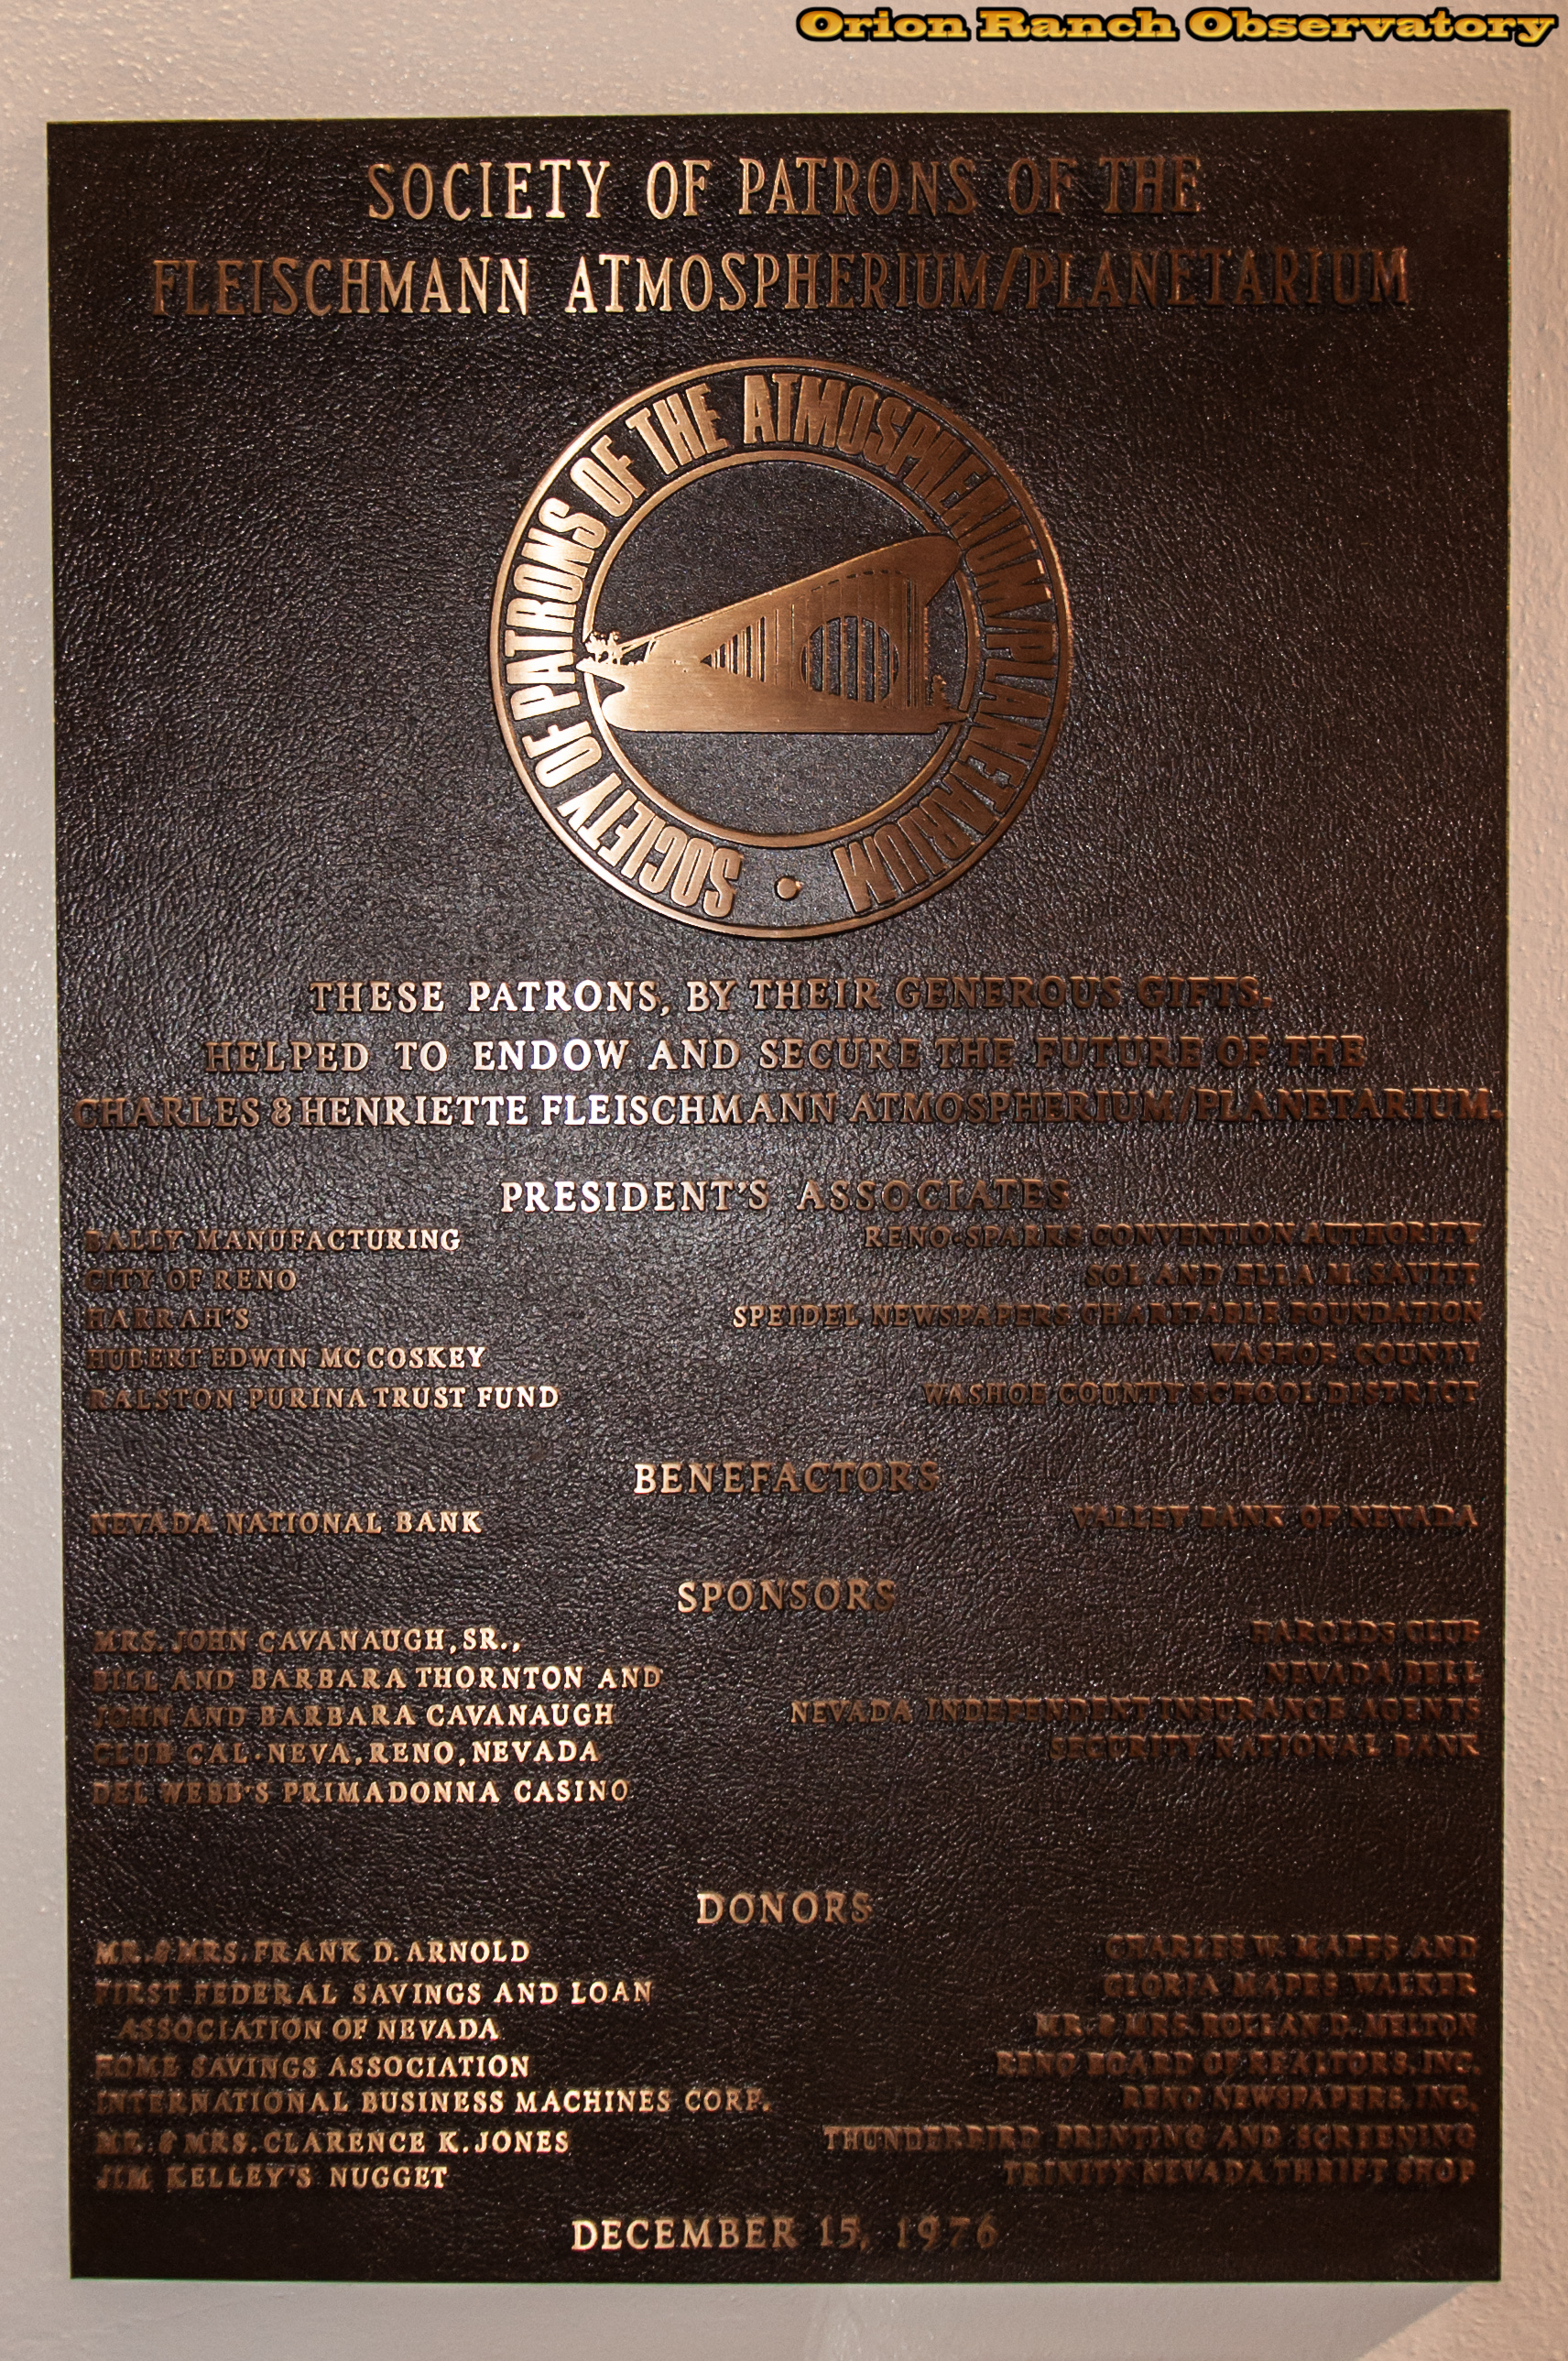 Orion Ranch Observatory
SOCIETY OF PATRONS OF THE
FLEISCHMANN ATMOSPHERIUM/PLANETARIUM
SOCIETY OF PATRONS OF THE ATMOSPHERIUM/PLANETARIUM •
THESE PATRONS, BY THEIR GENEROUS GIFTS,
HELPED TO ENDOW AND SECURE THE FUTURE OF THE
CHARLES & HENRIETTE FLEISCHMANN ATMOSPHERIUM/PLANETARIUM.
PRESIDENT'S ASSOCIATES
BALLY MANUFACTURING
CITY OF RENO
HARRAH'S
HUBERT EDWIN MCCOSKEY
RALSTON PURINA TRUST FUND
RENO-SPARKS CONVENTION AUTHORITY
SOL AND ELLA M. SAVITT
SPEIDEL NEWSPAPERS CHARITABLE FOUNDATION
WASHOE COUNTY
WASHOE COUNTY SCHOOL DISTRICT
BENEFACTORS
NEVADA NATIONAL BANK
VALLEY BANK OF NEVADA
SPONSORS
MRS. JOHN CAVANAUGH, SR.,
BILL AND BARBARA THORNTON AND
JOHN AND BARBARA CAVANAUGH
CLUB CAL-NEVA, RENO, NEVADA
DEL WEBB'S PRIMADONNA CASINO
HAROLDS CLUB
NEVADA BELL
NEVADA INDEPENDENT INSURANCE AGENTS
SECURITY NATIONAL BANK
DONORS
MR. & MRS. FRANK D. ARNOLD
FIRST FEDERAL SAVINGS AND LOAN
ASSOCIATION OF NEVADA
HOME SAVINGS ASSOCIATION
INTERNATIONAL BUSINESS MACHINES CORP.
MR. & MRS. CLARENCE K. JONES
JIM KELLEY'S NUGGET
CHARLES W. MAPES AND
GLORIA MAPES WALKER
MR. & MRS. ROLLAN D. MELTON
RENO BOARD OF REALTORS, INC.
RENO NEWSPAPERS, INC.
THUNDERBIRD PRINTING AND SCREENING
TRINITY NEVADA THRIFT SHOP
DECEMBER 15, 1976